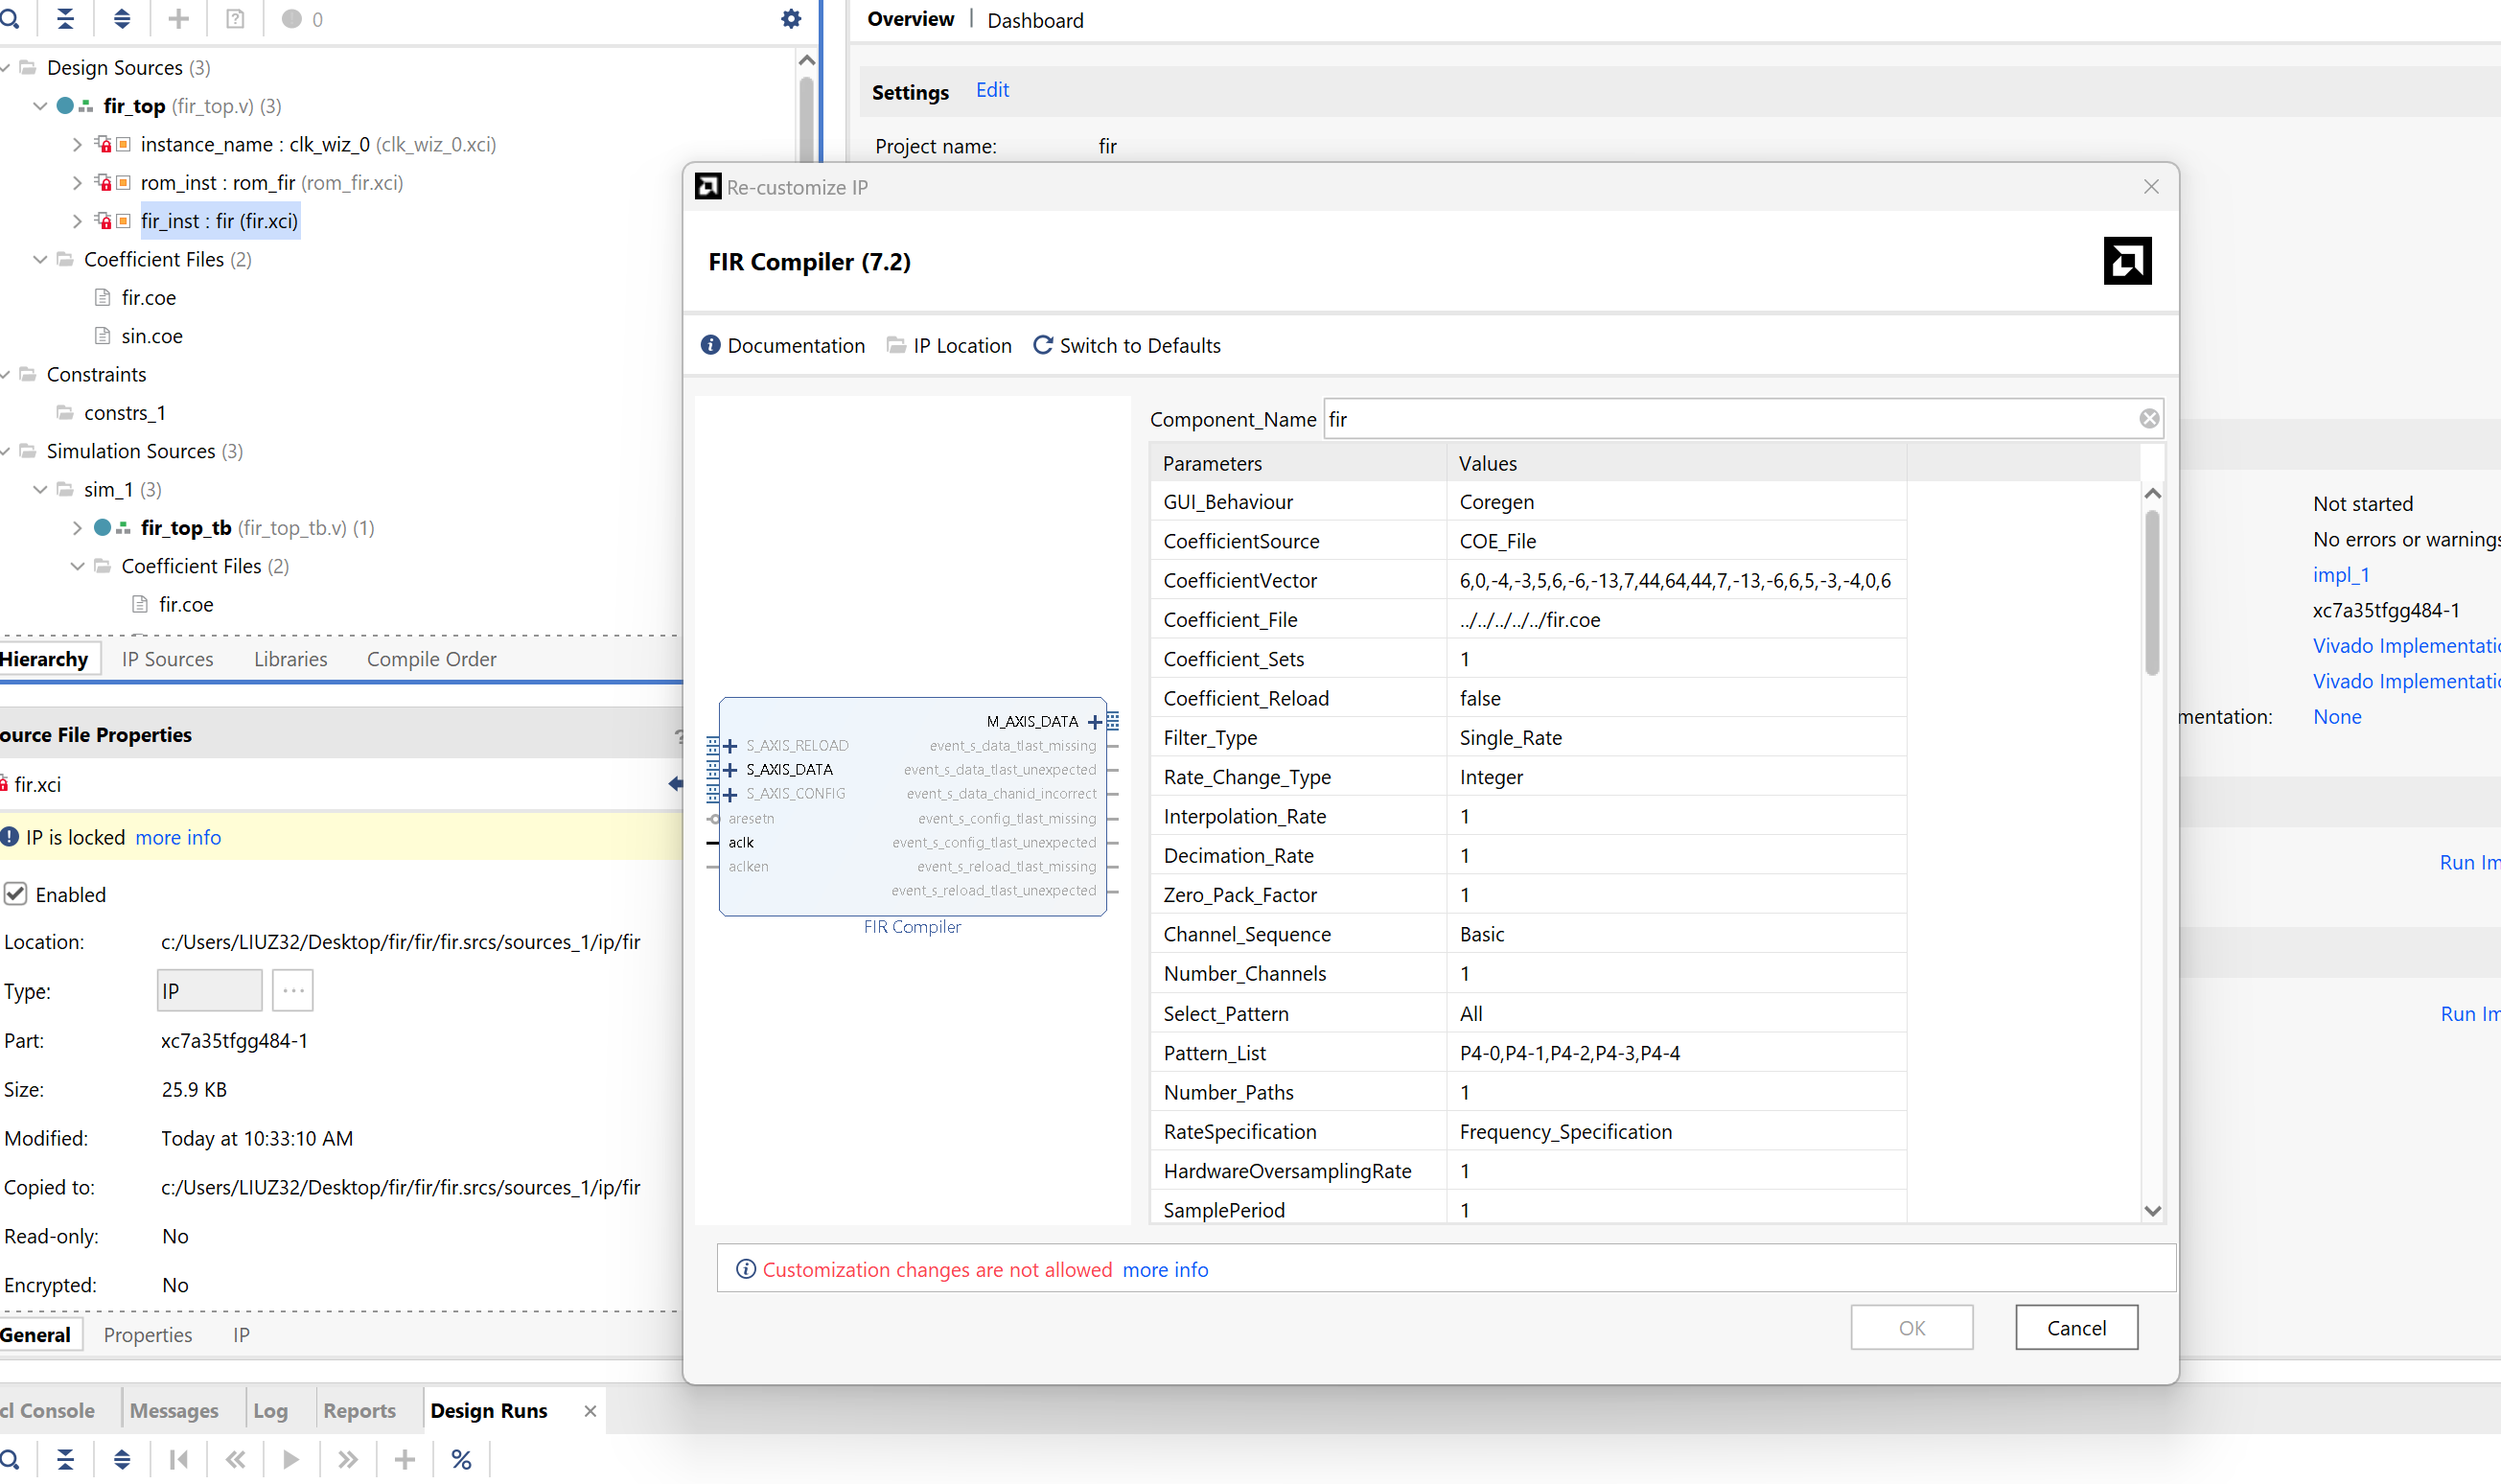 0
Design Sources (3)
fir_top (fir_top.v) (3)
instance_name : clk_wiz_0 (clk_wiz_0.xci)
rom_inst : rom_fir (rom_fir.xci)
fir_inst : fir (fir.xci)
Coefficient Files (2)
fir.coe
sin.coe
Constraints
constrs_1
Simulation Sources (3)
sim_1 (3)
fir_top_tb (fir_top_tb.v) (1)
Coefficient Files (2)
fir.coe
Hierarchy IP Sources Libraries Compile Order
ource File Properties ?
fir.xci
IP is locked more info
Enabled
Location: c:/Users/LIUZ32/Desktop/fir/fir/fir.srcs/sources_1/ip/fir
Type: IP ...
Part: xc7a35tfgg484-1
Size: 25.9 KB
Modified: Today at 10:33:10 AM
Copied to: c:/Users/LIUZ32/Desktop/fir/fir/fir.srcs/sources_1/ip/fir
Read-only: No
Encrypted: No
General Properties IP
cl Console Messages Log Reports Design Runs
Overview | Dashboard
Settings Edit
Project name: fir
Re-customize IP
FIR Compiler (7.2)
Documentation IP Location Switch to Defaults
M_AXIS_DATA
S_AXIS_RELOAD event_s_data_tlast_missing
S_AXIS_DATA event_s_data_tlast_unexpected
S_AXIS_CONFIG event_s_data_chanid_incorrect
aresetn event_s_config_tlast_missing
aclk event_s_config_tlast_unexpected
aclken event_s_reload_tlast_missing
event_s_reload_tlast_unexpected
FIR Compiler
Component_Name fir
Parameters Values
GUI_Behaviour Coregen
CoefficientSource COE_File
CoefficientVector 6,0,-4,-3,5,6,-6,-13,7,44,64,44,7,-13,-6,6,5,-3,-4,0,6
Coefficient_File ../../../../../fir.coe
Coefficient_Sets 1
Coefficient_Reload false
Filter_Type Single_Rate
Rate_Change_Type Integer
Interpolation_Rate 1
Decimation_Rate 1
Zero_Pack_Factor 1
Channel_Sequence Basic
Number_Channels 1
Select_Pattern All
Pattern_List P4-0,P4-1,P4-2,P4-3,P4-4
Number_Paths 1
RateSpecification Frequency_Specification
HardwareOversamplingRate 1
SamplePeriod 1
Customization changes are not allowed more info
OK Cancel
Not started
No errors or warnings
impl_1
xc7a35tfgg484-1
Vivado Implementatio
Vivado Implementatio
mentation: None
Run Im
Run Im